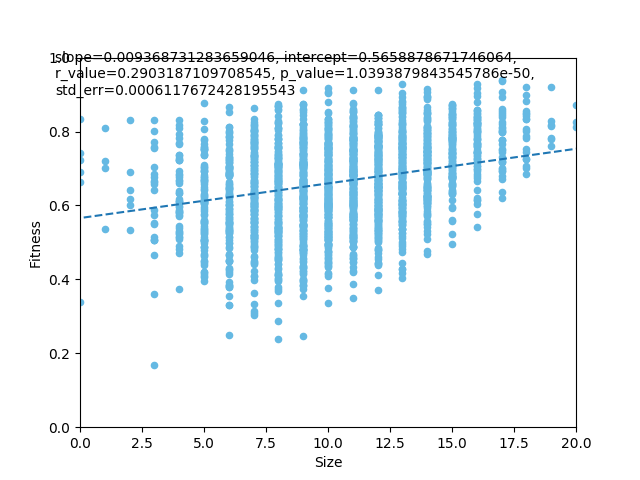 slope=0.009368731283659046, intercept=0.5658878671746064,
r_value=0.2903187109708545, p_value=1.0393879843545786e-50,
std_err=0.0006117672428195543
1.0
0.8
0.6
0.4
0.2
0.0
Fitness
0.0 2.5 5.0 7.5 10.0 12.5 15.0 17.5 20.0
Size